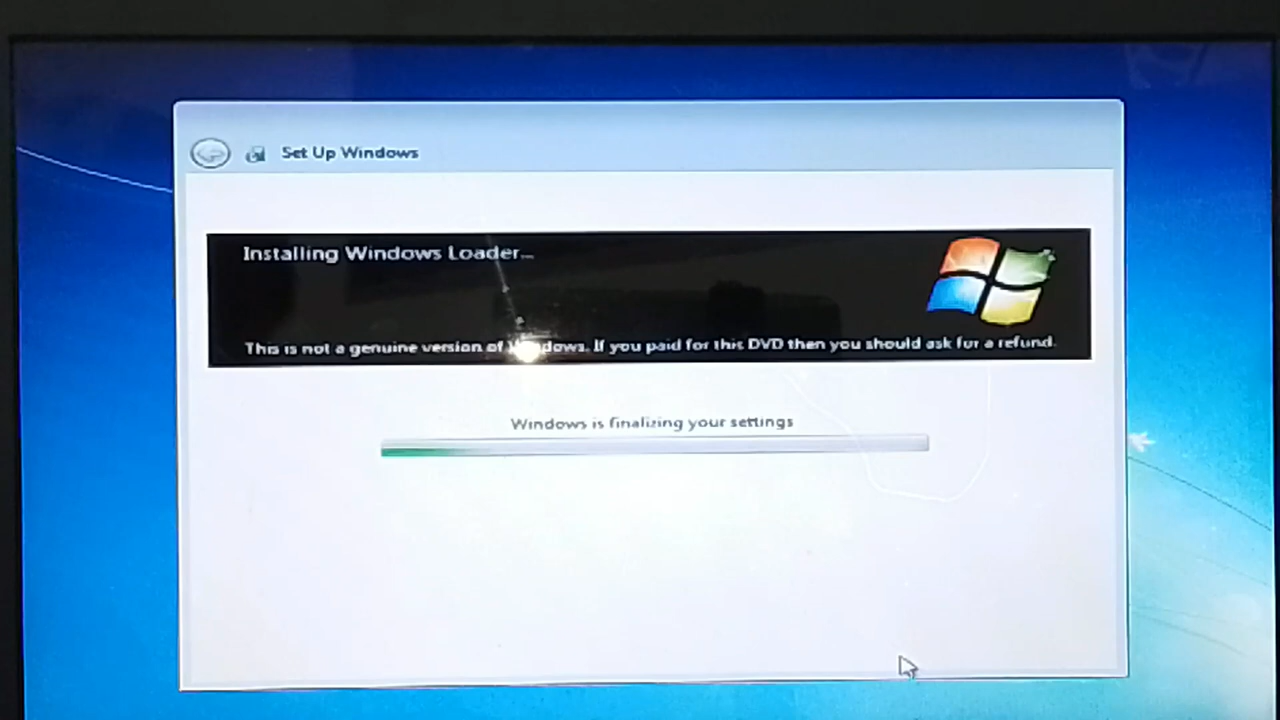 Set Up Windows
Installing Windows Loader...
This is not a genuine version of Windows. If you paid for this DVD then you should ask for a refund.
Windows is finalizing your settings